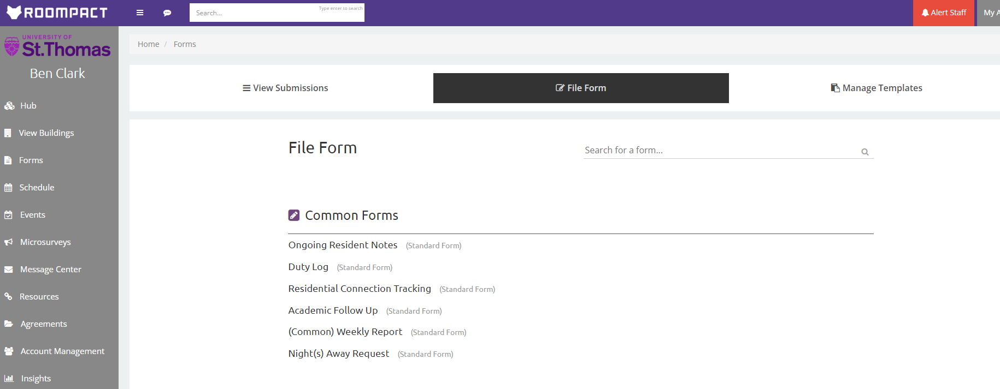 ROOMPACT
Search...
Type enter to search
Alert Staff
My A
UNIVERSITY OF
St.Thomas
Ben Clark
Hub
View Buildings
Forms
Schedule
Events
Microsurveys
Message Center
Resources
Agreements
Account Management
Insights
Home / Forms
View Submissions
File Form
Manage Templates
File Form
Search for a form...
Common Forms
Ongoing Resident Notes (Standard Form)
Duty Log (Standard Form)
Residential Connection Tracking (Standard Form)
Academic Follow Up (Standard Form)
(Common) Weekly Report (Standard Form)
Night(s) Away Request (Standard Form)